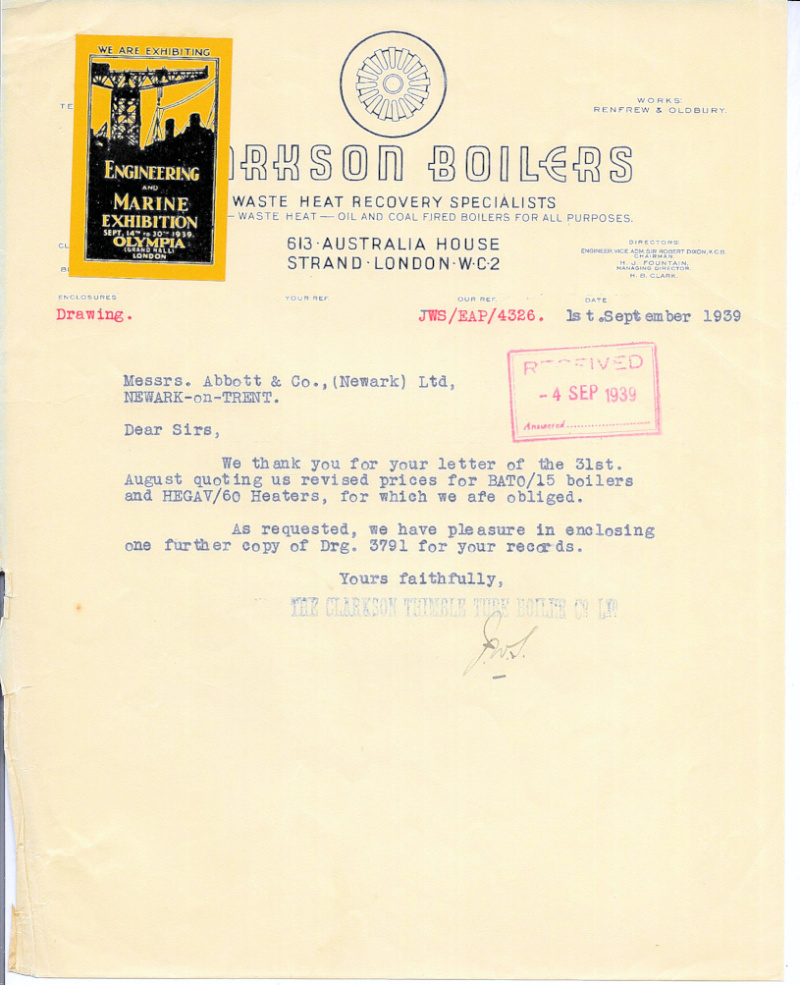 WE ARE EXHIBITING
ENGINEERING
AND
MARINE
EXHIBITION
SEPT. 14TH TO 30TH 1939.
OLYMPIA
(GRAND HALL)
LONDON
TE
WORKS:
RENFREW & OLDBURY.
ARKSON BOILERS
WASTE HEAT RECOVERY SPECIALISTS
— WASTE HEAT — OIL AND COAL FIRED BOILERS FOR ALL PURPOSES.
613·AUSTRALIA HOUSE
STRAND·LONDON·W·C·2
DIRECTORS
ENGINEER VICE ADM. SIR ROBERT DIXON, K.C.B.
CHAIRMAN.
H. J. FOUNTAIN,
MANAGING DIRECTOR.
H. B. CLARK.
ENCLOSURES
YOUR REF.
OUR REF.
DATE
Drawing.
JWS/EAP/4326.
1st.September 1939
RECEIVED
- 4 SEP 1939
Answered
Messrs. Abbott & Co.,(Newark) Ltd,
NEWARK-on-TRENT.
Dear Sirs,
We thank you for your letter of the 31st.
August quoting us revised prices for BATO/15 boilers
and HEGAV/60 Heaters, for which we are obliged.
As requested, we have pleasure in enclosing
one further copy of Drg. 3791 for your records.
Yours faithfully,
THE CLARKSON THIMBLE TUBE BOILER CO LTD
J.W.S.